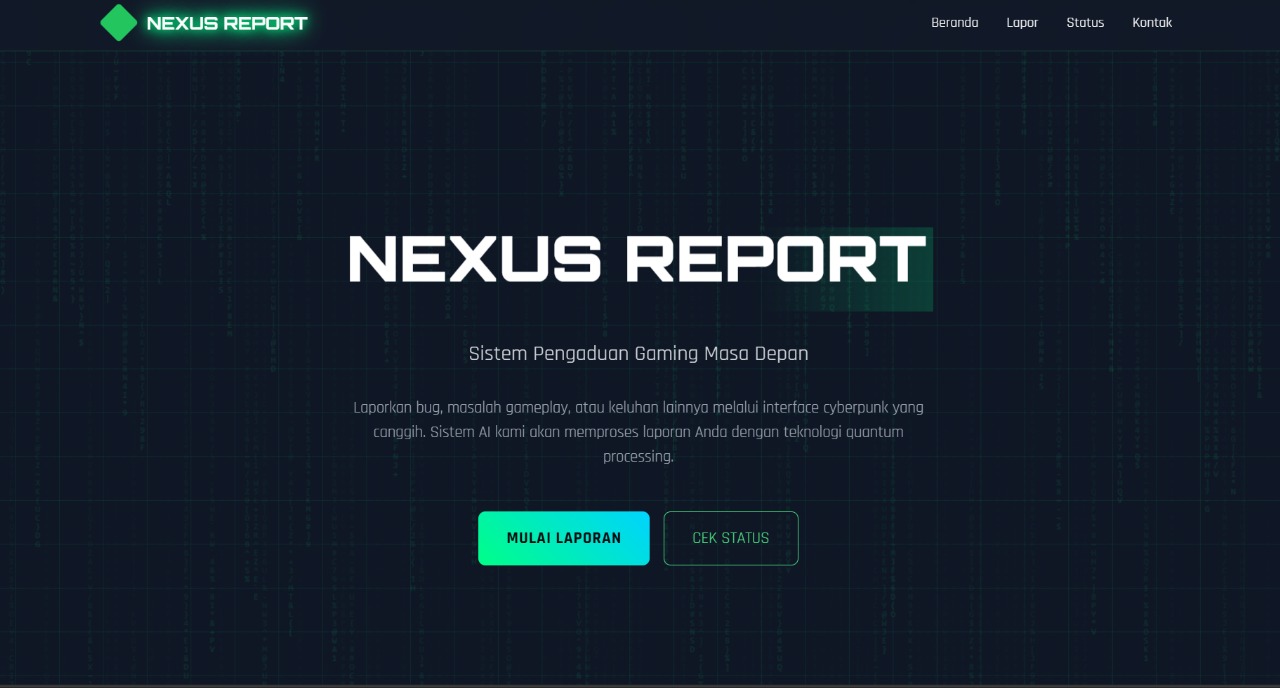 NEXUS REPORT
Beranda
Lapor
Status
Kontak
NEXUS REPORT
Sistem Pengaduan Gaming Masa Depan
Laporkan bug, masalah gameplay, atau keluhan lainnya melalui interface cyberpunk yang
canggih. Sistem AI kami akan memproses laporan Anda dengan teknologi quantum
processing.
MULAI LAPORAN
CEK STATUS